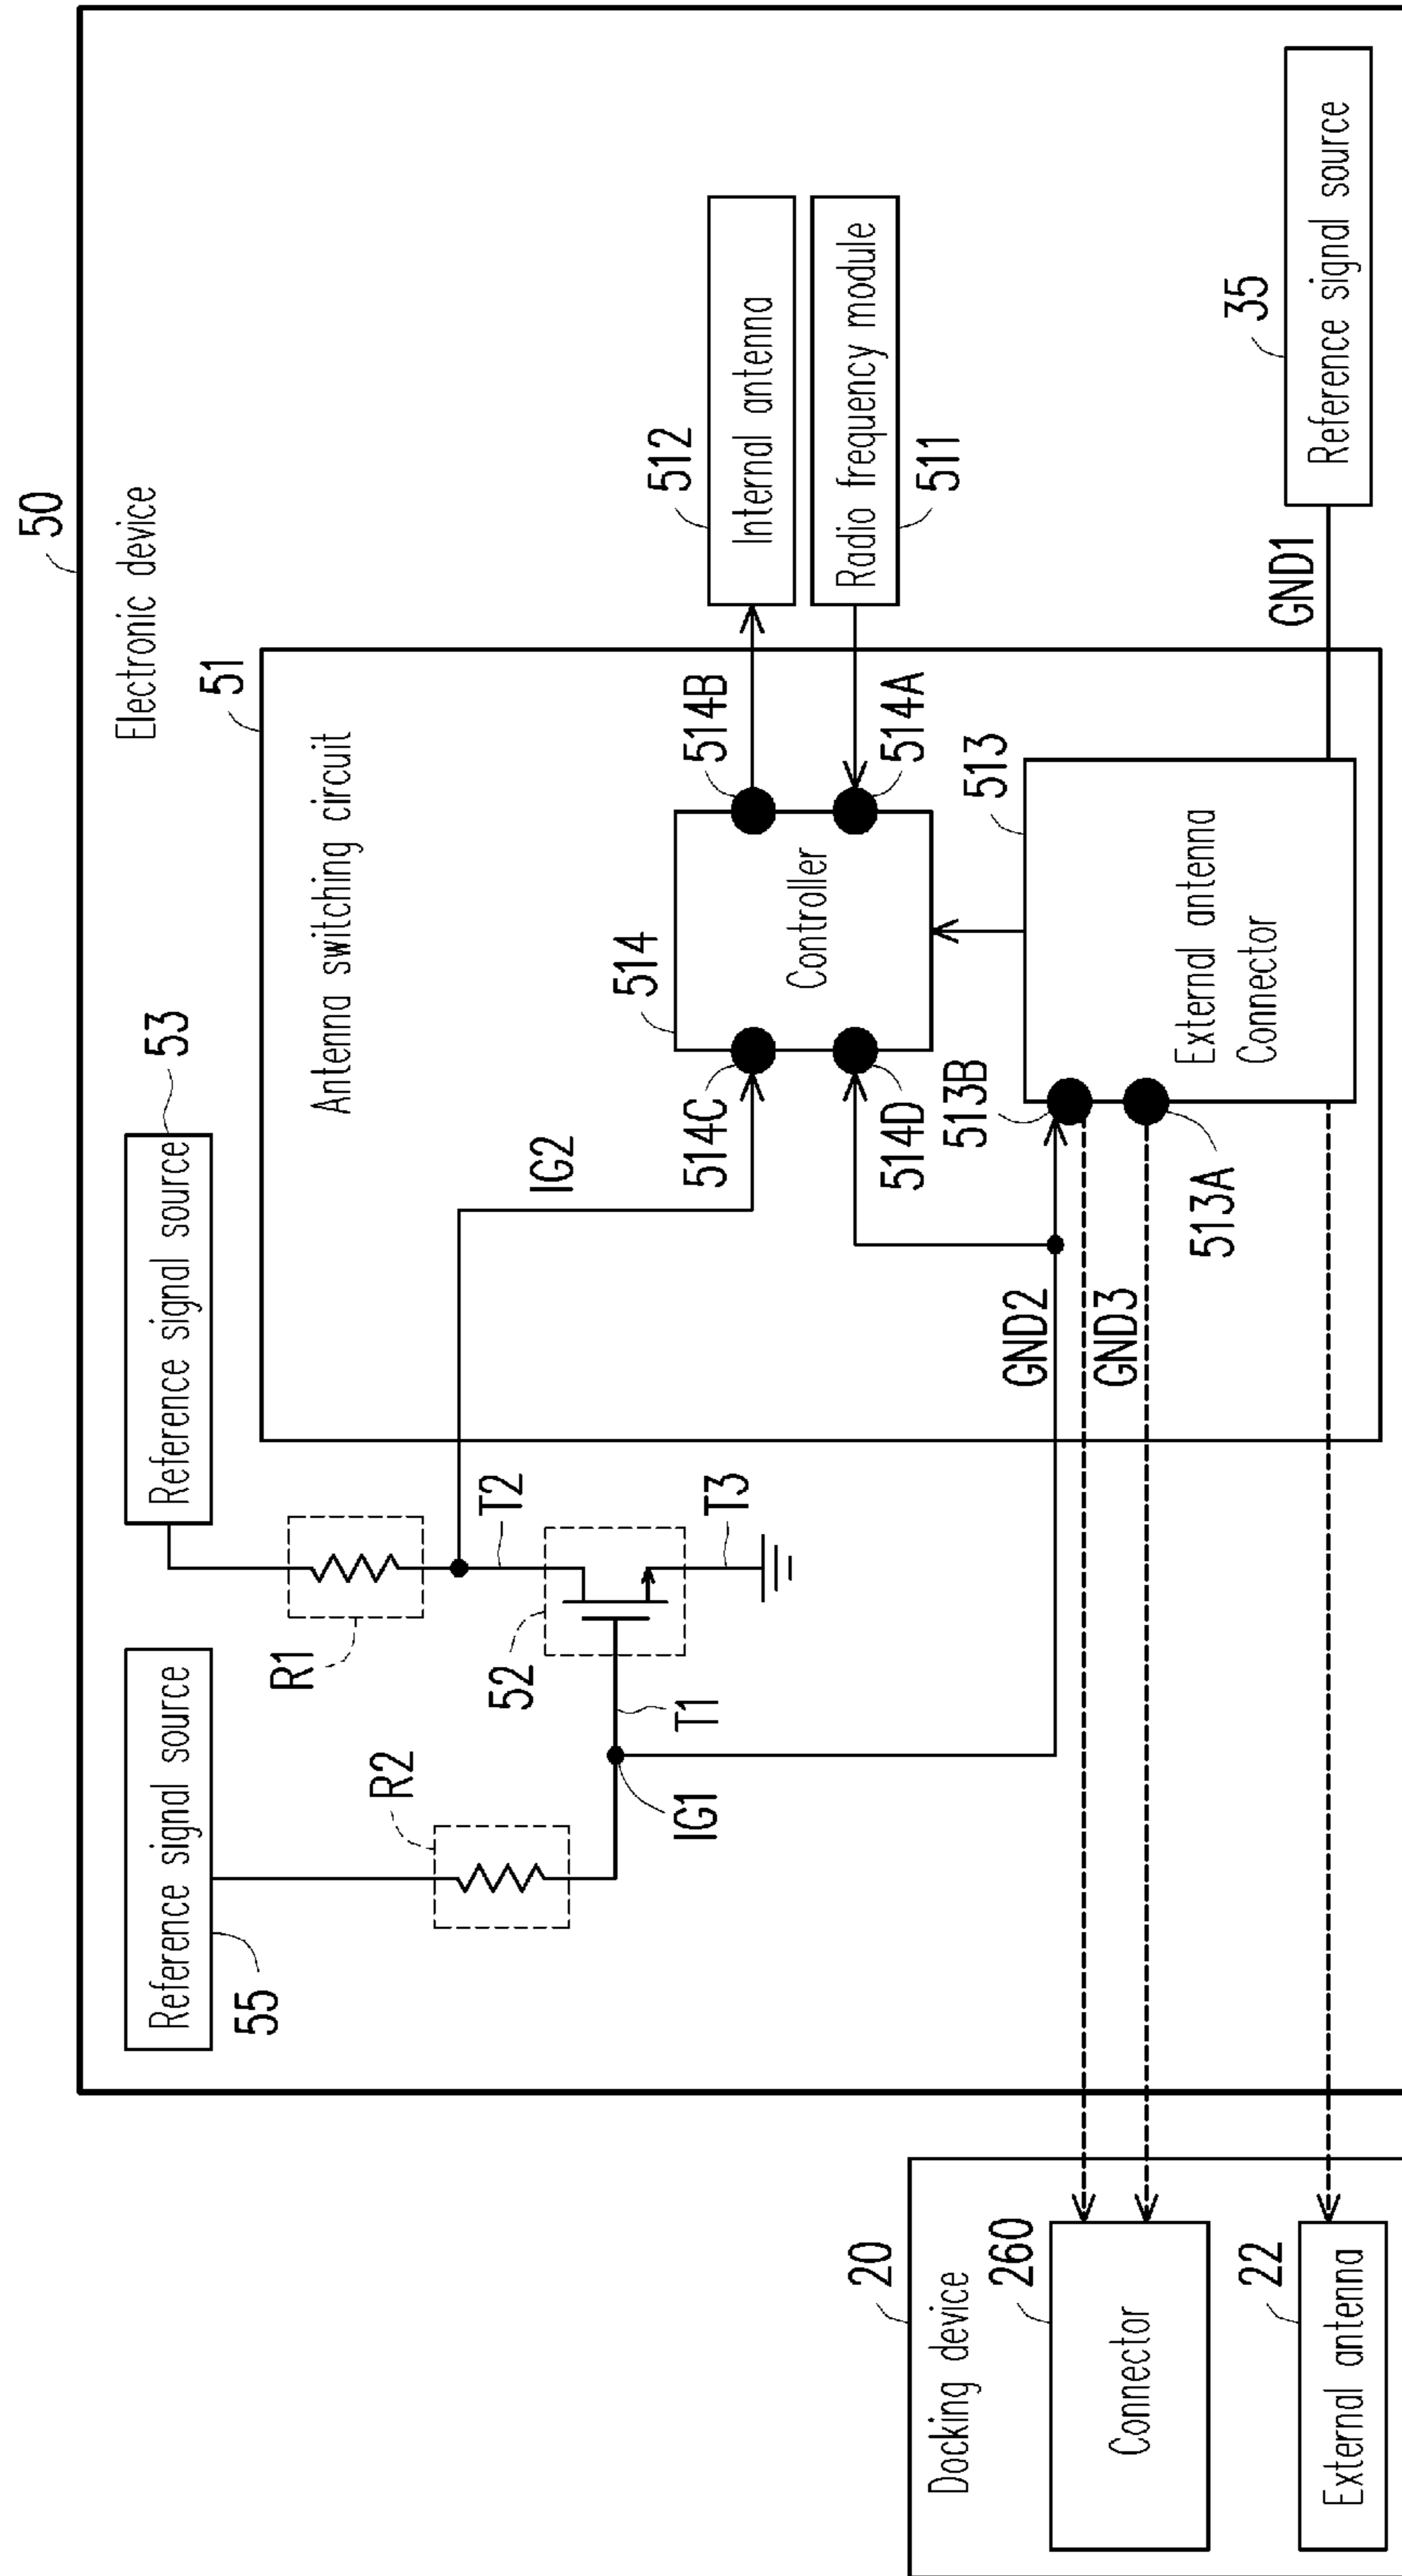 50
Electronic device
55
Reference signal source
53
Reference signal source
R2
R1
IG1
T1
52
T2
T3
IG2
51
Antenna switching circuit
514
Controller
514C
514B
514D
514A
512
Internal antenna
Radio frequency module
511
GND2
GND3
513B
513A
513
External antenna
Connector
GND1
35
Reference signal source
20
Docking device
260
Connector
22
External antenna